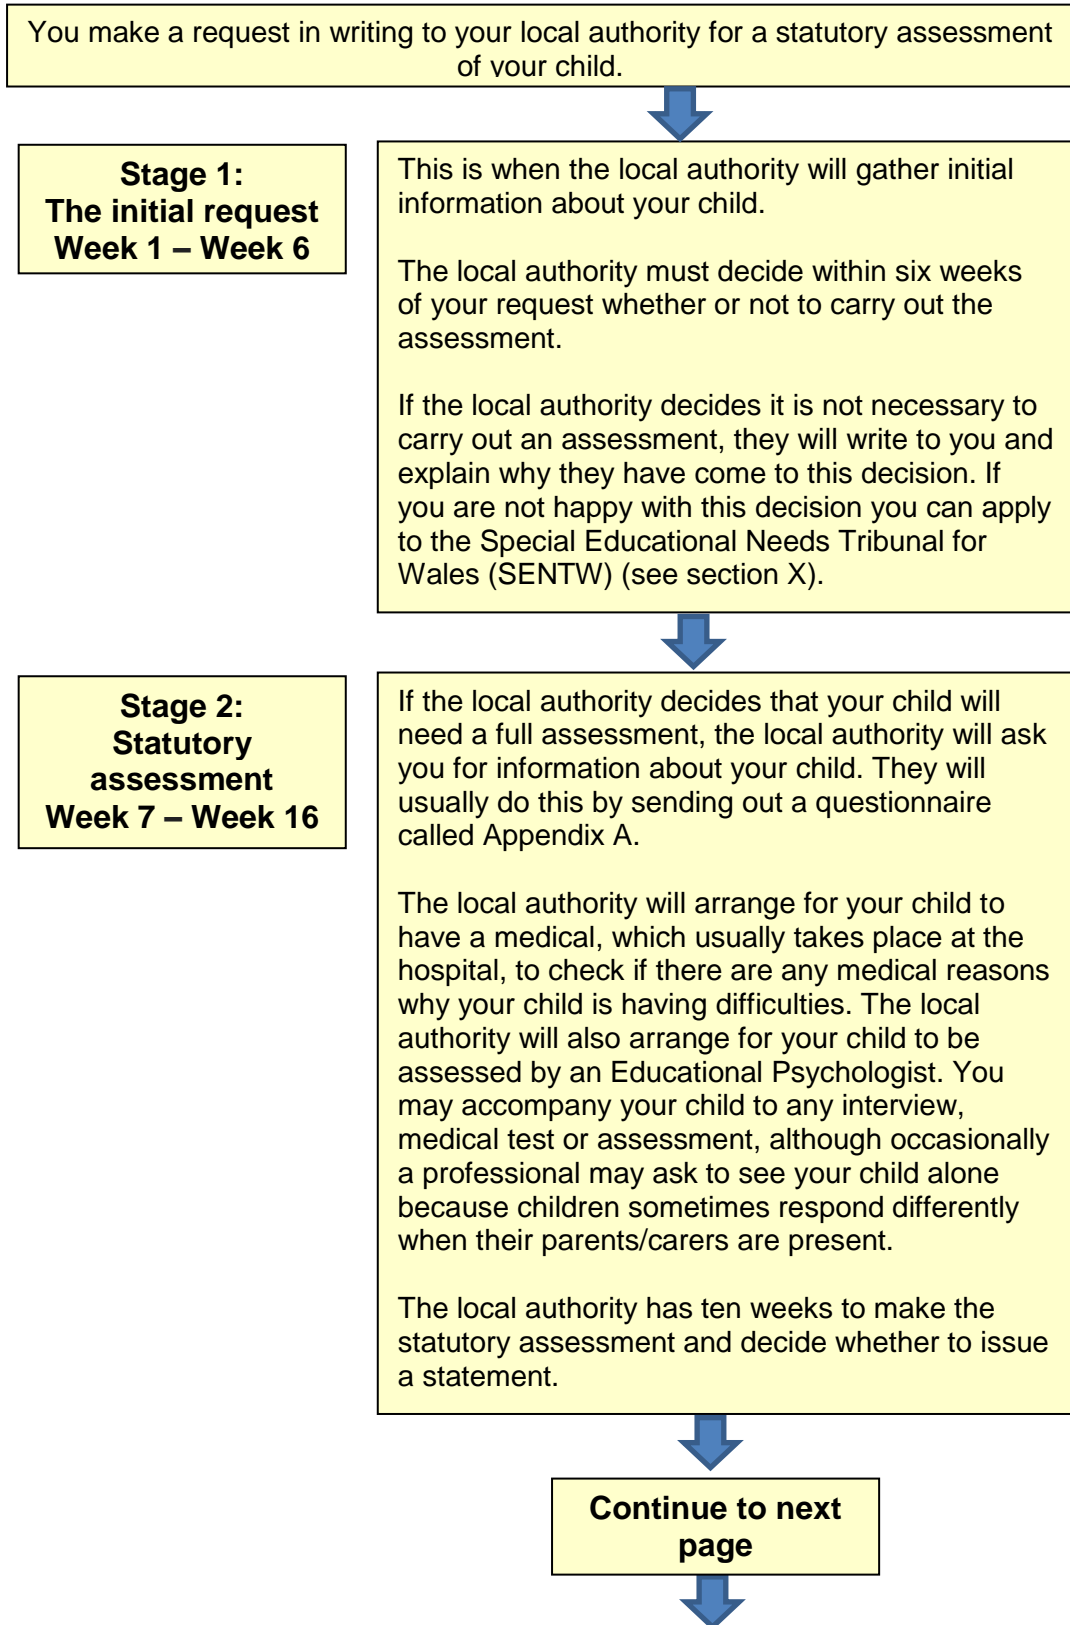 You make a request in writing to your local authority for a statutory assessment
of your child.
Stage 1:
The initial request
Week 1 – Week 6
This is when the local authority will gather initial
information about your child.
The local authority must decide within six weeks
of your request whether or not to carry out the
assessment.
If the local authority decides it is not necessary to
carry out an assessment, they will write to you and
explain why they have come to this decision. If
you are not happy with this decision you can apply
to the Special Educational Needs Tribunal for
Wales (SENTW) (see section X).
Stage 2:
Statutory
assessment
Week 7 – Week 16
If the local authority decides that your child will
need a full assessment, the local authority will ask
you for information about your child. They will
usually do this by sending out a questionnaire
called Appendix A.
The local authority will arrange for your child to
have a medical, which usually takes place at the
hospital, to check if there are any medical reasons
why your child is having difficulties. The local
authority will also arrange for your child to be
assessed by an Educational Psychologist. You
may accompany your child to any interview,
medical test or assessment, although occasionally
a professional may ask to see your child alone
because children sometimes respond differently
when their parents/carers are present.
The local authority has ten weeks to make the
statutory assessment and decide whether to issue
a statement.
Continue to next
page